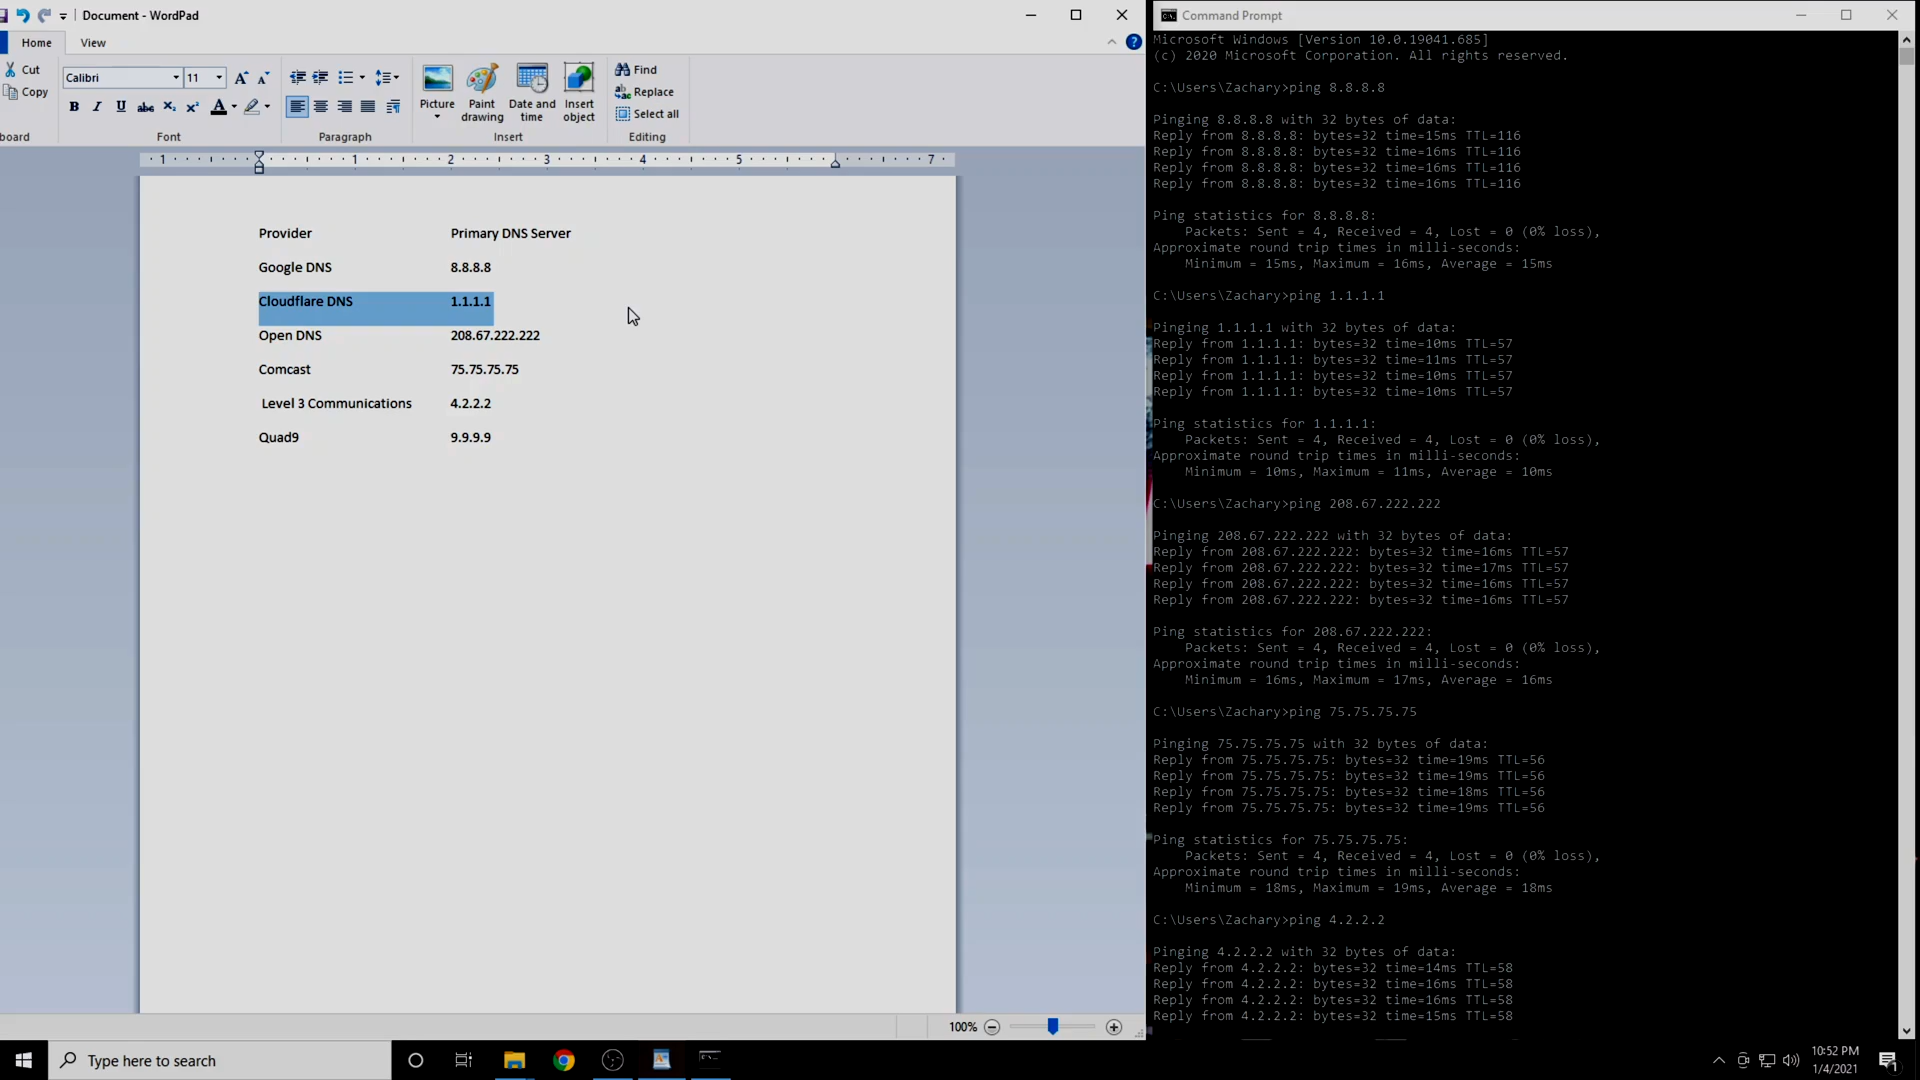 Document - WordPad
Home View
Cut
Copy
board
Calibri 11
Font
Paragraph
Picture
Paint drawing
Date and time
Insert object
Insert
Find
Replace
Select all
Editing
1 1 2 3 4 5 7
Provider Primary DNS Server
Google DNS 8.8.8.8
Cloudflare DNS 1.1.1.1
Open DNS 208.67.222.222
Comcast 75.75.75.75
Level 3 Communications 4.2.2.2
Quad9 9.9.9.9
100%
Command Prompt
Microsoft Windows [Version 10.0.19041.685]
(c) 2020 Microsoft Corporation. All rights reserved.
C:\Users\Zachary>ping 8.8.8.8
Pinging 8.8.8.8 with 32 bytes of data:
Reply from 8.8.8.8: bytes=32 time=15ms TTL=116
Reply from 8.8.8.8: bytes=32 time=16ms TTL=116
Reply from 8.8.8.8: bytes=32 time=16ms TTL=116
Reply from 8.8.8.8: bytes=32 time=16ms TTL=116
Ping statistics for 8.8.8.8:
Packets: Sent = 4, Received = 4, Lost = 0 (0% loss),
Approximate round trip times in milli-seconds:
Minimum = 15ms, Maximum = 16ms, Average = 15ms
C:\Users\Zachary>ping 1.1.1.1
Pinging 1.1.1.1 with 32 bytes of data:
Reply from 1.1.1.1: bytes=32 time=10ms TTL=57
Reply from 1.1.1.1: bytes=32 time=11ms TTL=57
Reply from 1.1.1.1: bytes=32 time=10ms TTL=57
Reply from 1.1.1.1: bytes=32 time=10ms TTL=57
Ping statistics for 1.1.1.1:
Packets: Sent = 4, Received = 4, Lost = 0 (0% loss),
Approximate round trip times in milli-seconds:
Minimum = 10ms, Maximum = 11ms, Average = 10ms
C:\Users\Zachary>ping 208.67.222.222
Pinging 208.67.222.222 with 32 bytes of data:
Reply from 208.67.222.222: bytes=32 time=16ms TTL=57
Reply from 208.67.222.222: bytes=32 time=17ms TTL=57
Reply from 208.67.222.222: bytes=32 time=16ms TTL=57
Reply from 208.67.222.222: bytes=32 time=16ms TTL=57
Ping statistics for 208.67.222.222:
Packets: Sent = 4, Received = 4, Lost = 0 (0% loss),
Approximate round trip times in milli-seconds:
Minimum = 16ms, Maximum = 17ms, Average = 16ms
C:\Users\Zachary>ping 75.75.75.75
Pinging 75.75.75.75 with 32 bytes of data:
Reply from 75.75.75.75: bytes=32 time=19ms TTL=56
Reply from 75.75.75.75: bytes=32 time=19ms TTL=56
Reply from 75.75.75.75: bytes=32 time=18ms TTL=56
Reply from 75.75.75.75: bytes=32 time=19ms TTL=56
Ping statistics for 75.75.75.75:
Packets: Sent = 4, Received = 4, Lost = 0 (0% loss),
Approximate round trip times in milli-seconds:
Minimum = 18ms, Maximum = 19ms, Average = 18ms
C:\Users\Zachary>ping 4.2.2.2
Pinging 4.2.2.2 with 32 bytes of data:
Reply from 4.2.2.2: bytes=32 time=14ms TTL=58
Reply from 4.2.2.2: bytes=32 time=16ms TTL=58
Reply from 4.2.2.2: bytes=32 time=16ms TTL=58
Reply from 4.2.2.2: bytes=32 time=15ms TTL=58
Type here to search
10:52 PM
1/4/2021